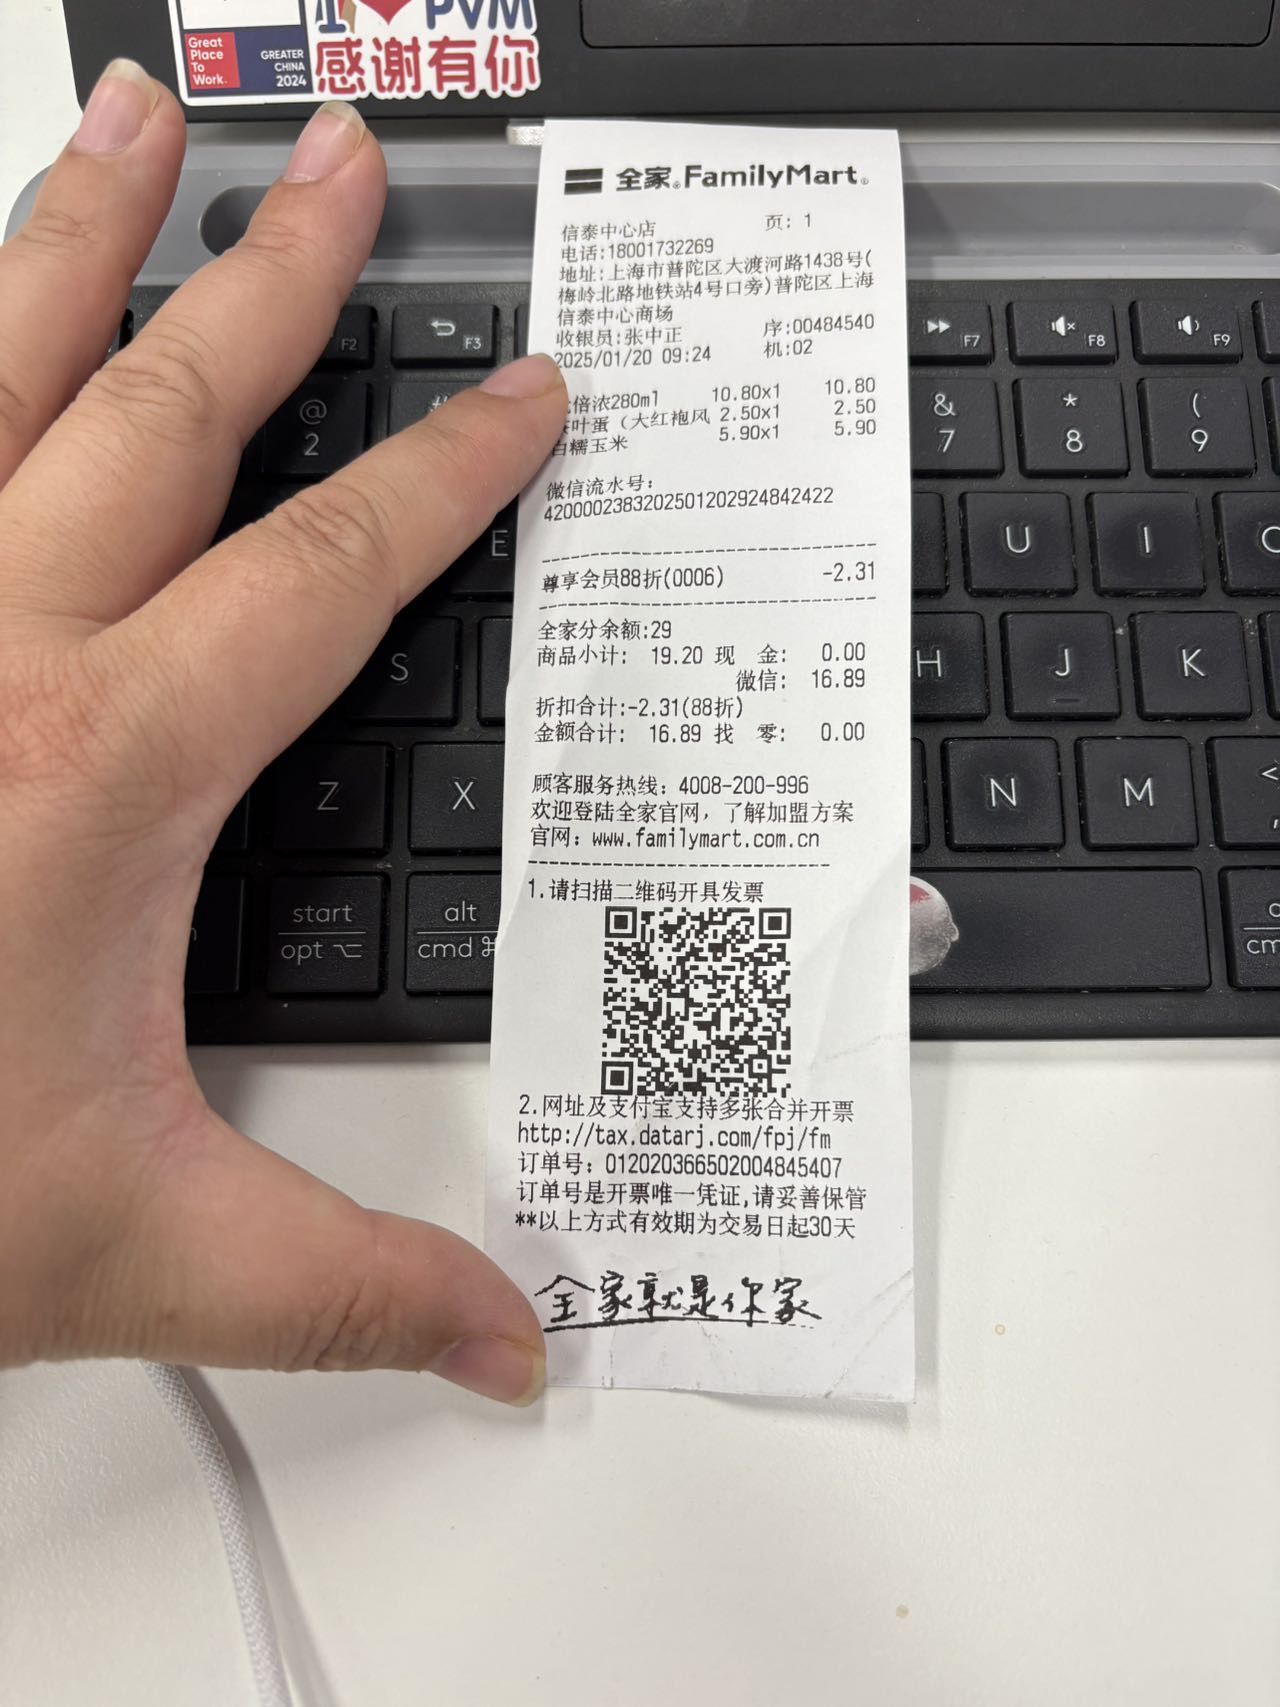 PVM
Great
Place
To
Work.
GREATER
CHINA
2024
感谢有你
全家 FamilyMart
信泰中心店 页: 1
电话:18001732269
地址:上海市普陀区大渡河路1438号(
梅岭北路地铁站4号口旁)普陀区上海
信泰中心商场
收银员:张中正 序:00484540
2025/01/20 09:24 机:02
倍浓280ml 10.80x1 10.80
叶蛋（大红袍风 2.50x1 2.50
白糯玉米 5.90x1 5.90
微信流水号:
4200002383202501202924842422
尊享会员88折(0006) -2.31
全家分余额:29
商品小计: 19.20 现 金: 0.00
微信: 16.89
折扣合计:-2.31(88折)
金额合计: 16.89 找 零: 0.00
顾客服务热线: 4008-200-996
欢迎登陆全家官网，了解加盟方案
官网: www.familymart.com.cn
1.请扫描二维码开具发票
2.网址及支付宝支持多张合并开票
http://tax.datarj.com/fpj/fm
订单号: 012020366502004845407
订单号是开票唯一凭证,请妥善保管
**以上方式有效期为交易日起30天
全家就是你家
F2
F3
F7
F8
F9
@
2
&
7
*
8
(
9
E
U
I
S
H
J
K
Z
X
N
M
start
opt
alt
cmd